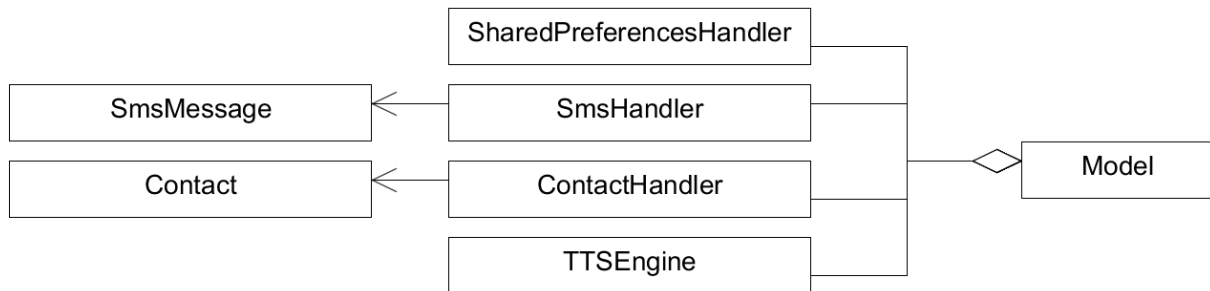 SharedPreferencesHandler
SmsMessage
SmsHandler
Contact
ContactHandler
Model
TTSEngine